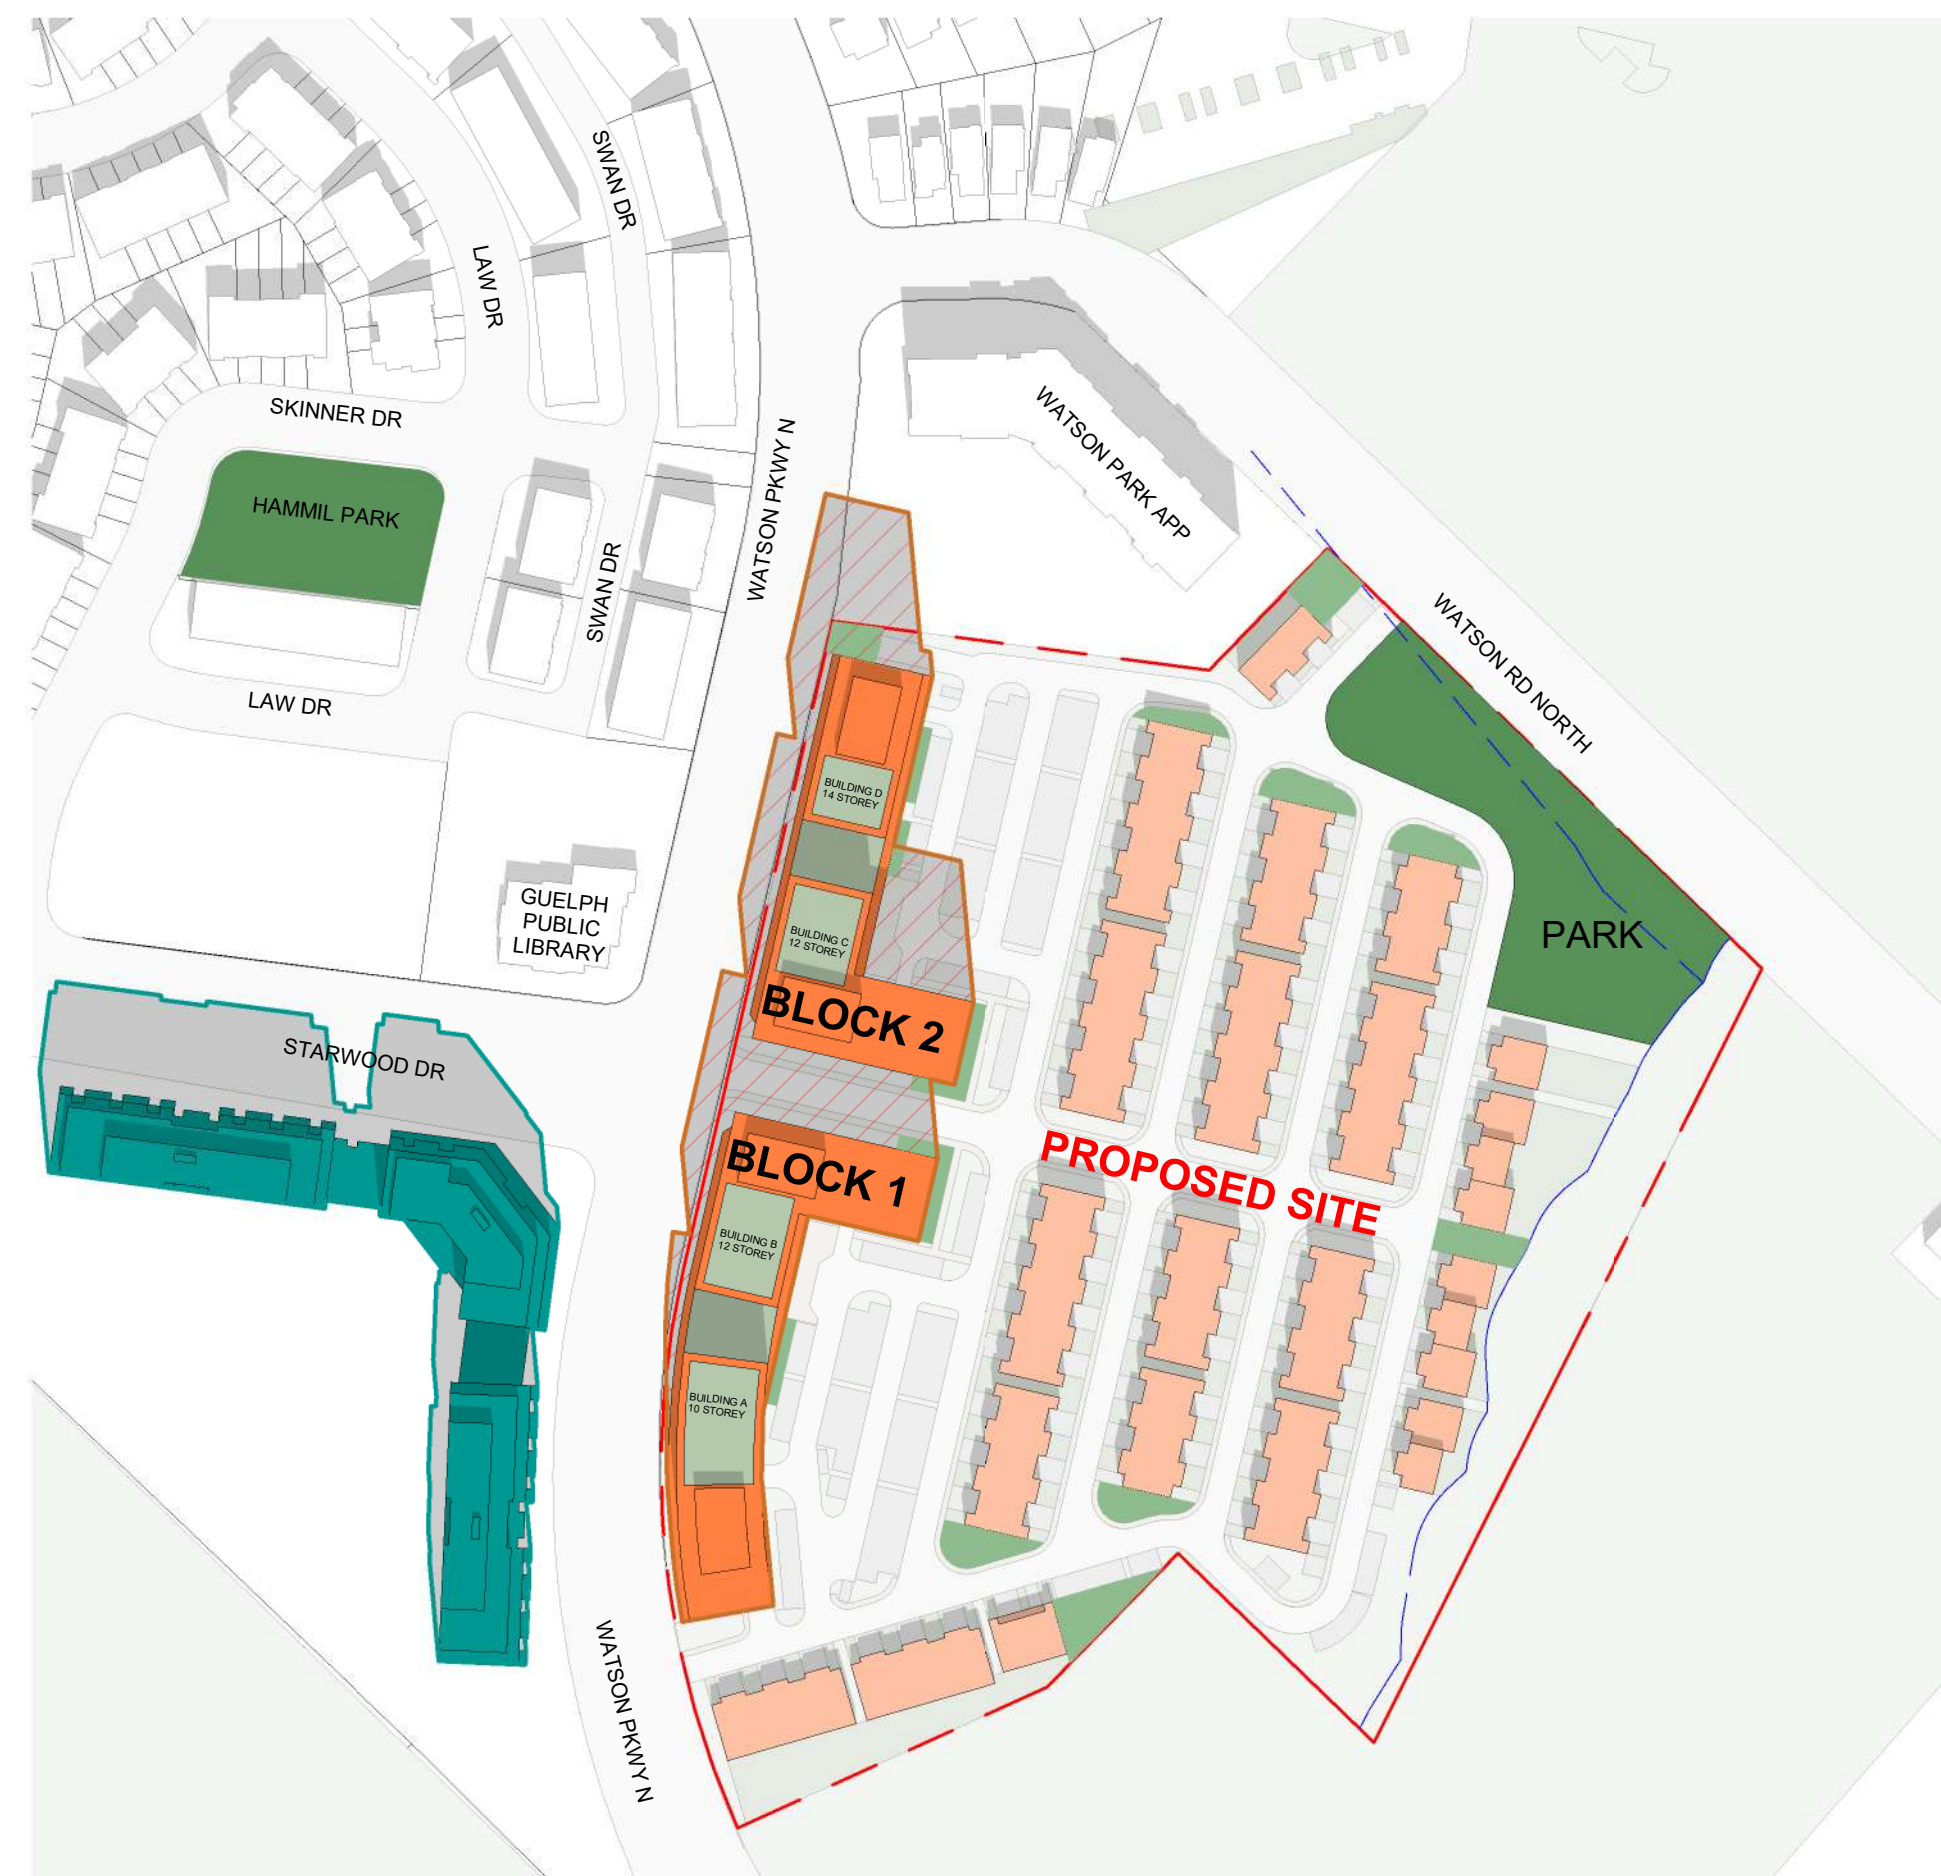 SWAN DR
LAW DR
SKINNER DR
HAMMIL PARK
WATSON PKWY N
WATSON PARK APP
SWAN DR
LAW DR
WATSON RD NORTH
BUILDING D
14 STOREY
GUELPH
PUBLIC
LIBRARY
BUILDING C
12 STOREY
PARK
BLOCK 2
STARWOOD DR
BLOCK 1
PROPOSED SITE
BUILDING B
12 STOREY
BUILDING A
10 STOREY
WATSON PKWY N